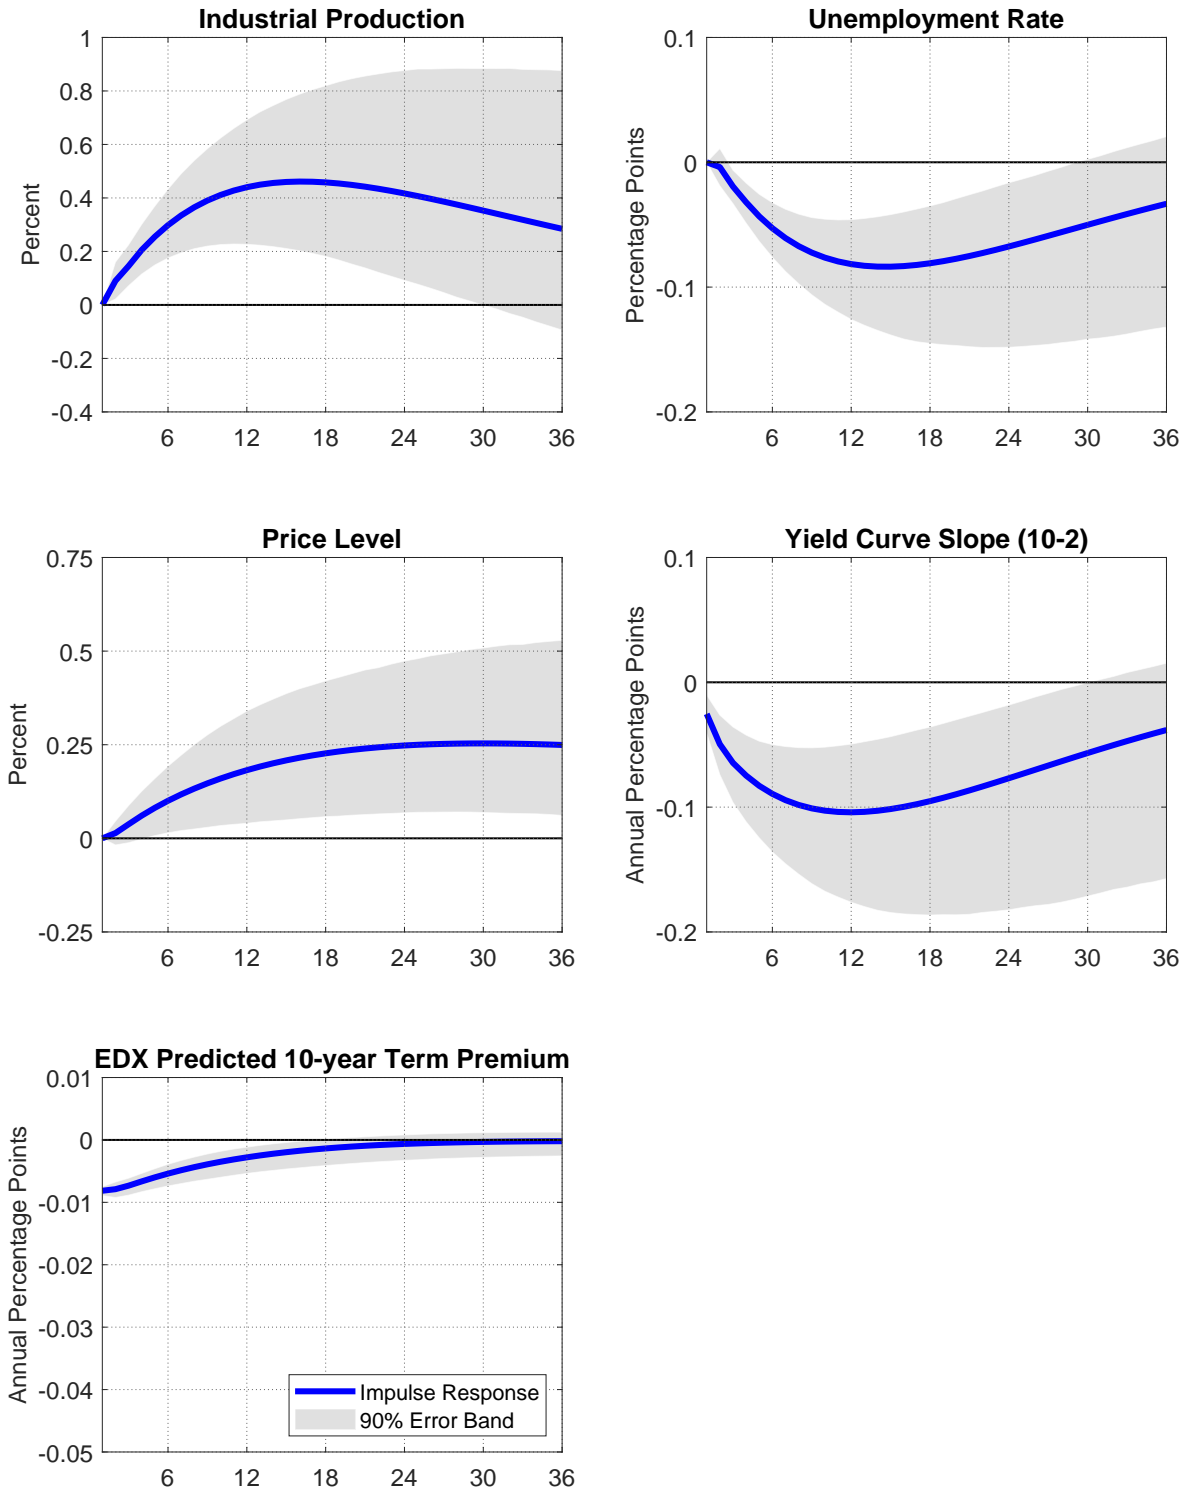 Industrial Production
1
0.8
0.6
0.4
0.2
0
-0.2
-0.4
Percent
6 12 18 24 30 36
Unemployment Rate
0.1
0
-0.1
-0.2
Percentage Points
6 12 18 24 30 36
Price Level
0.75
0.5
0.25
0
-0.25
Percent
6 12 18 24 30 36
Yield Curve Slope (10-2)
0.1
0
-0.1
-0.2
Annual Percentage Points
6 12 18 24 30 36
EDX Predicted 10-year Term Premium
0.01
0
-0.01
-0.02
-0.03
-0.04
-0.05
Annual Percentage Points
Impulse Response
90% Error Band
6 12 18 24 30 36